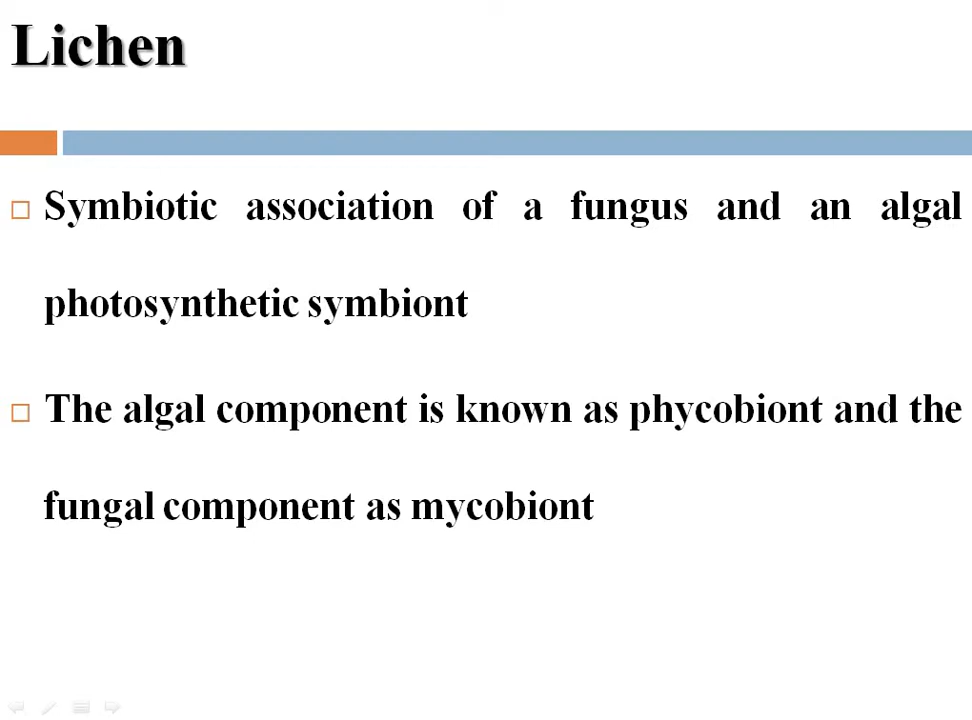 Lichen
Symbiotic association of a fungus and an algal
photosynthetic symbiont
The algal component is known as phycobiont and the
fungal component as mycobiont